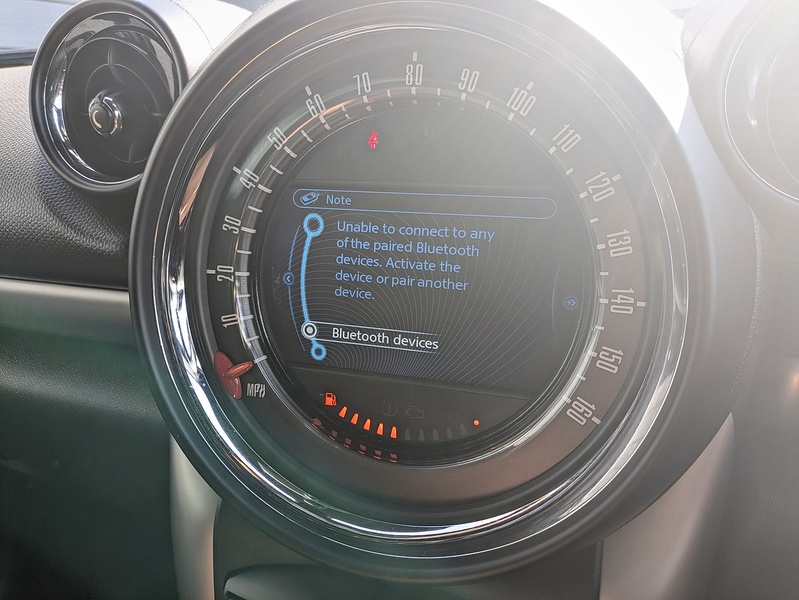 10
20
30
40
50
60
70
80
90
100
110
120
130
140
150
160
MPH
Note
Unable to connect to any
of the paired Bluetooth
devices. Activate the
device or pair another
device.
Bluetooth devices